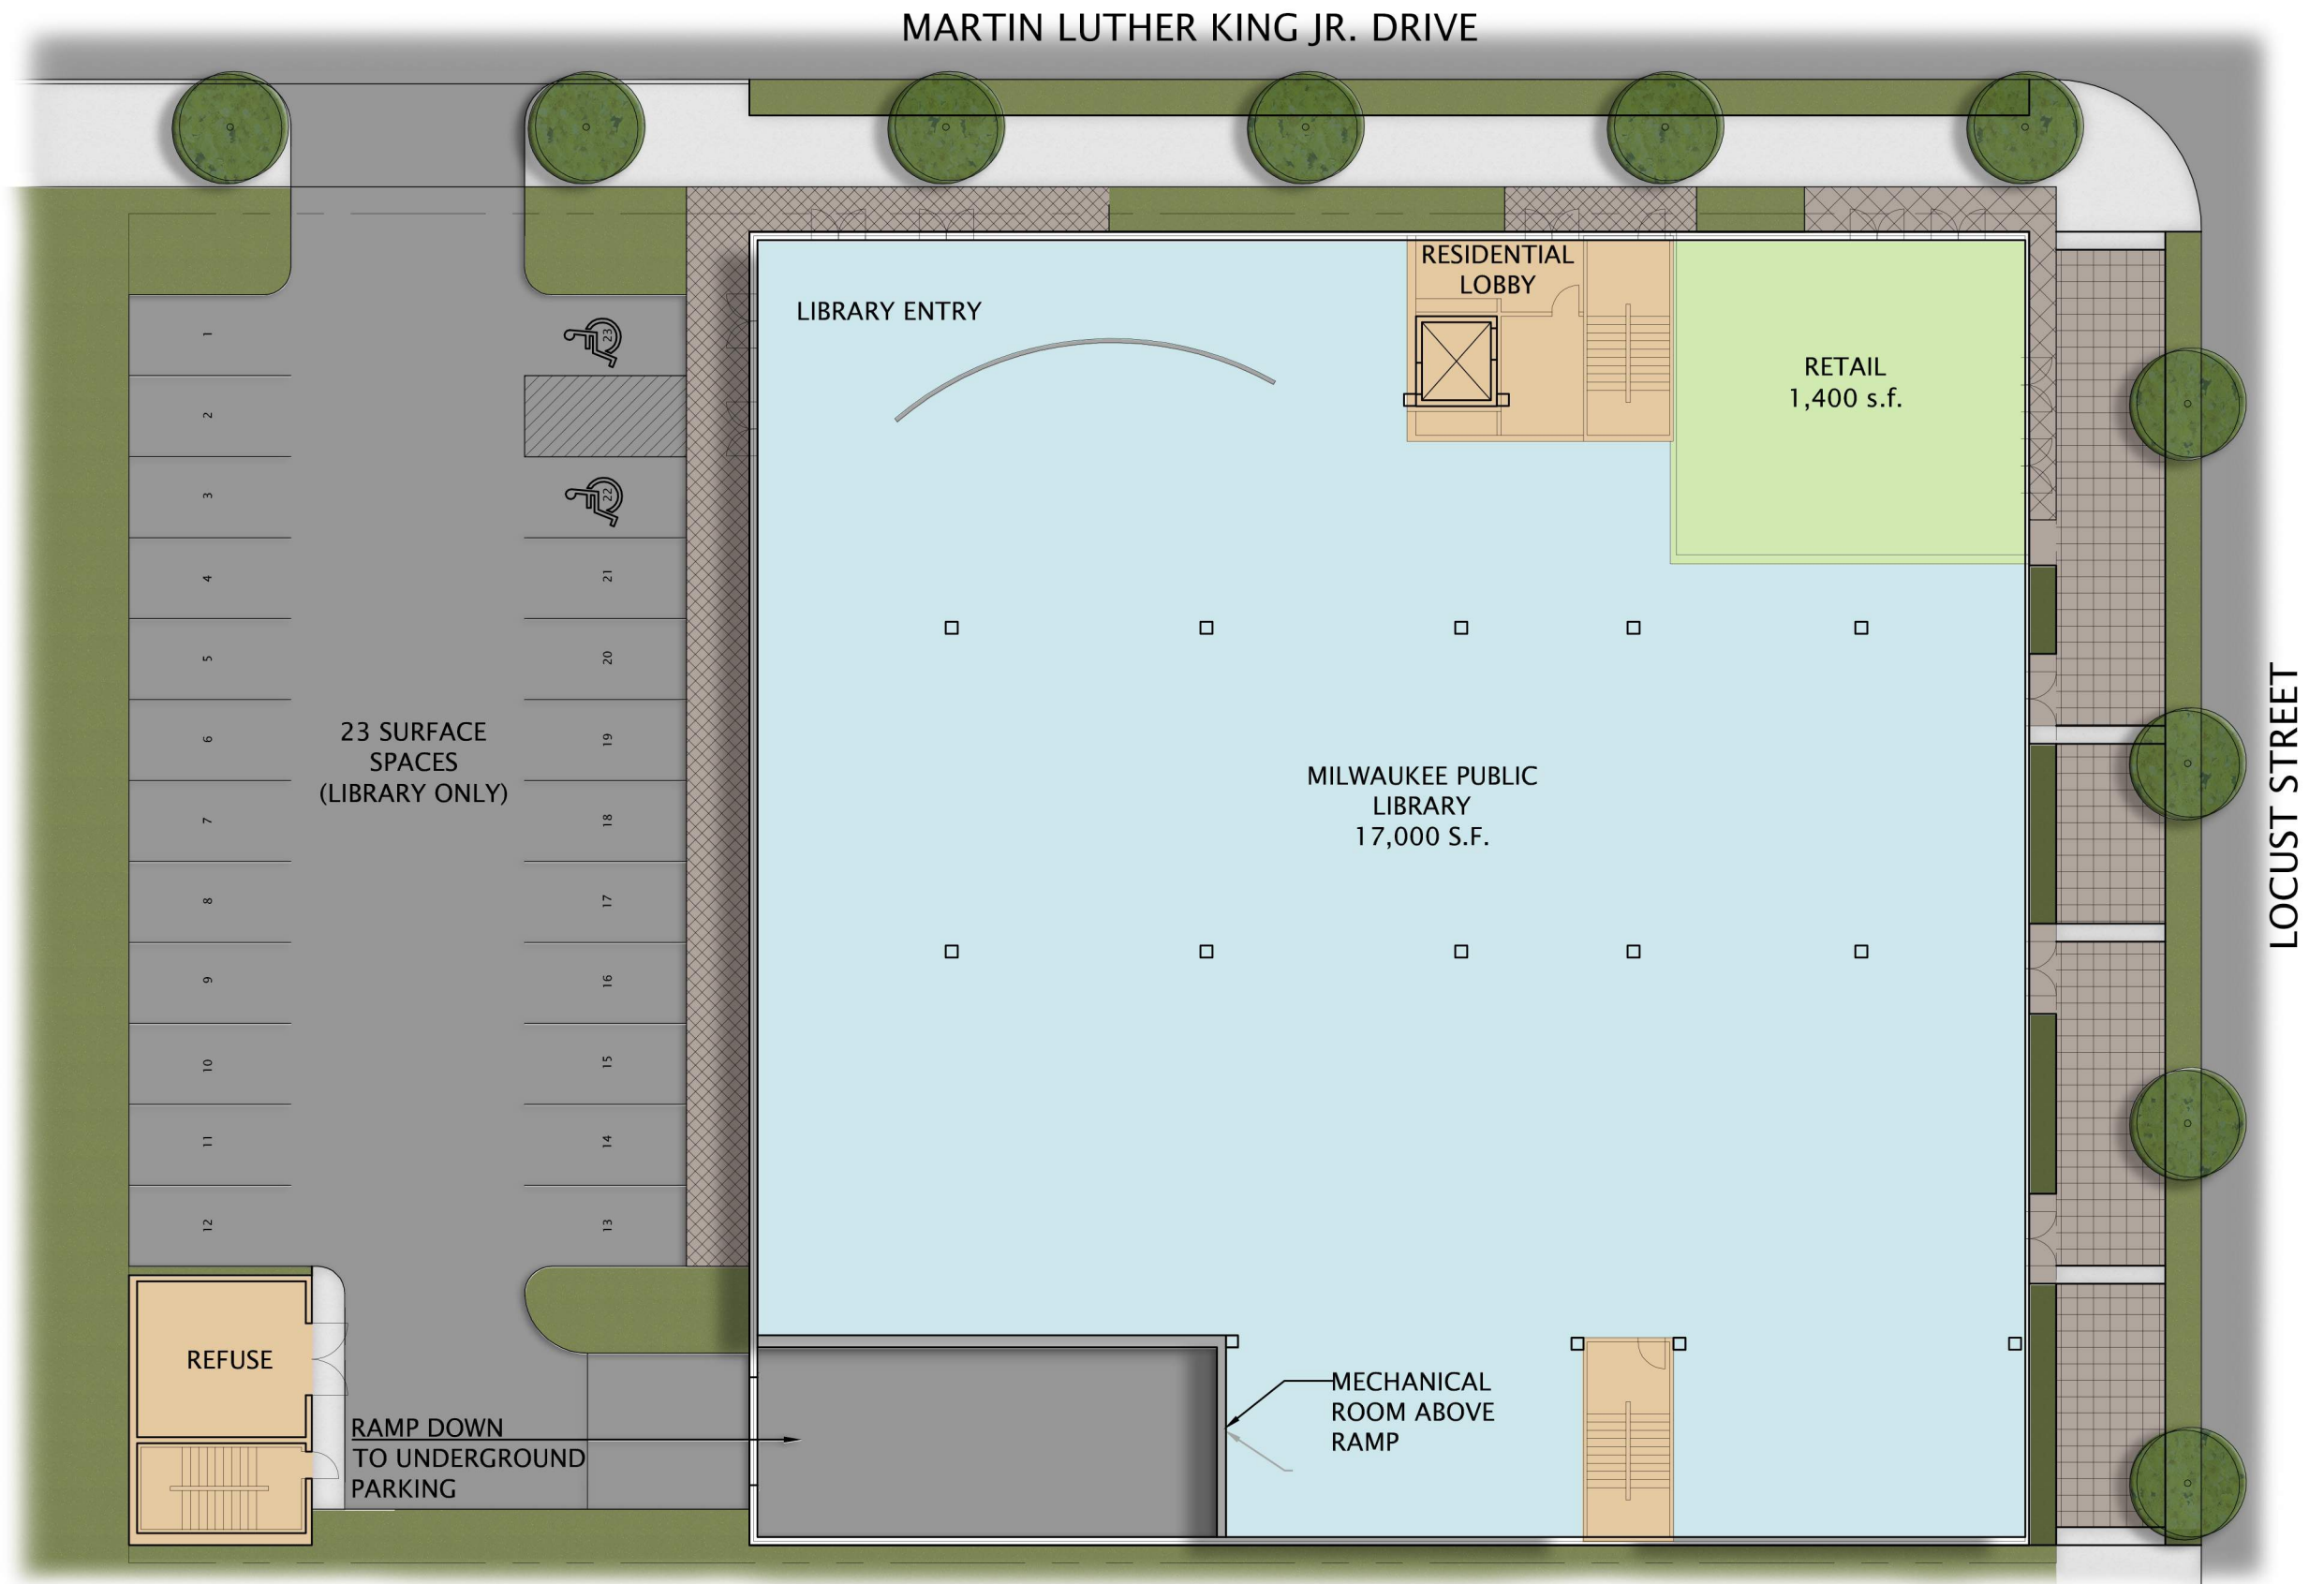 MARTIN LUTHER KING JR. DRIVE
LIBRARY ENTRY
RESIDENTIAL
LOBBY
RETAIL
1,400 s.f.
1
2
3
4
5
6
7
8
9
10
11
12
23
22
21
20
19
18
17
16
15
14
13
23 SURFACE
SPACES
(LIBRARY ONLY)
MILWAUKEE PUBLIC
LIBRARY
17,000 S.F.
LOCUST STREET
REFUSE
RAMP DOWN
TO UNDERGROUND
PARKING
MECHANICAL
ROOM ABOVE
RAMP